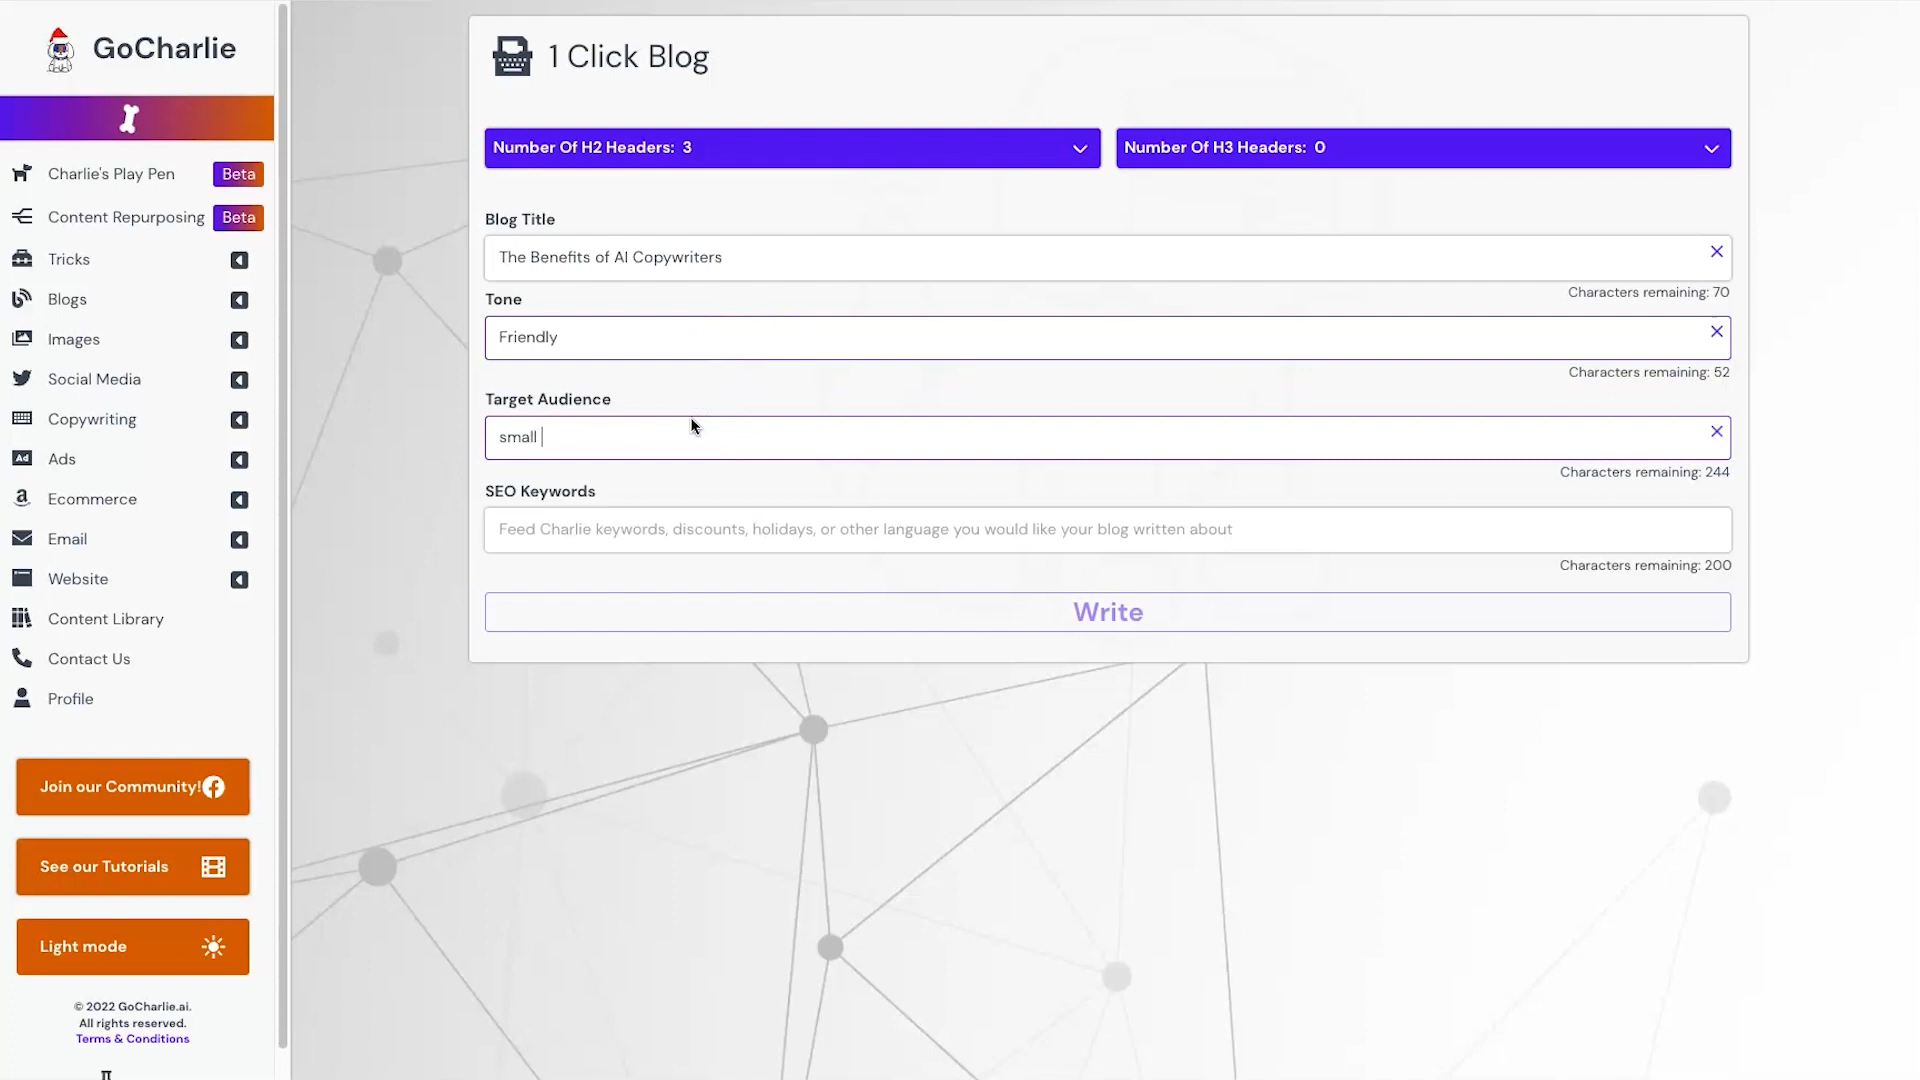 GoCharlie
Charlie's Play Pen Beta
Content Repurposing Beta
Tricks
Blogs
Images
Social Media
Copywriting
Ad Ads
a Ecommerce
Email
Website
Content Library
Contact Us
Profile
Join our Community!
See our Tutorials
Light mode
© 2022 GoCharlie.ai.
All rights reserved.
Terms & Conditions
1 Click Blog
Number Of H2 Headers: 3
Number Of H3 Headers: 0
Blog Title
The Benefits of AI Copywriters
Characters remaining: 70
Tone
Friendly
Characters remaining: 52
Target Audience
small
Characters remaining: 244
SEO Keywords
Feed Charlie keywords, discounts, holidays, or other language you would like your blog written about
Characters remaining: 200
Write